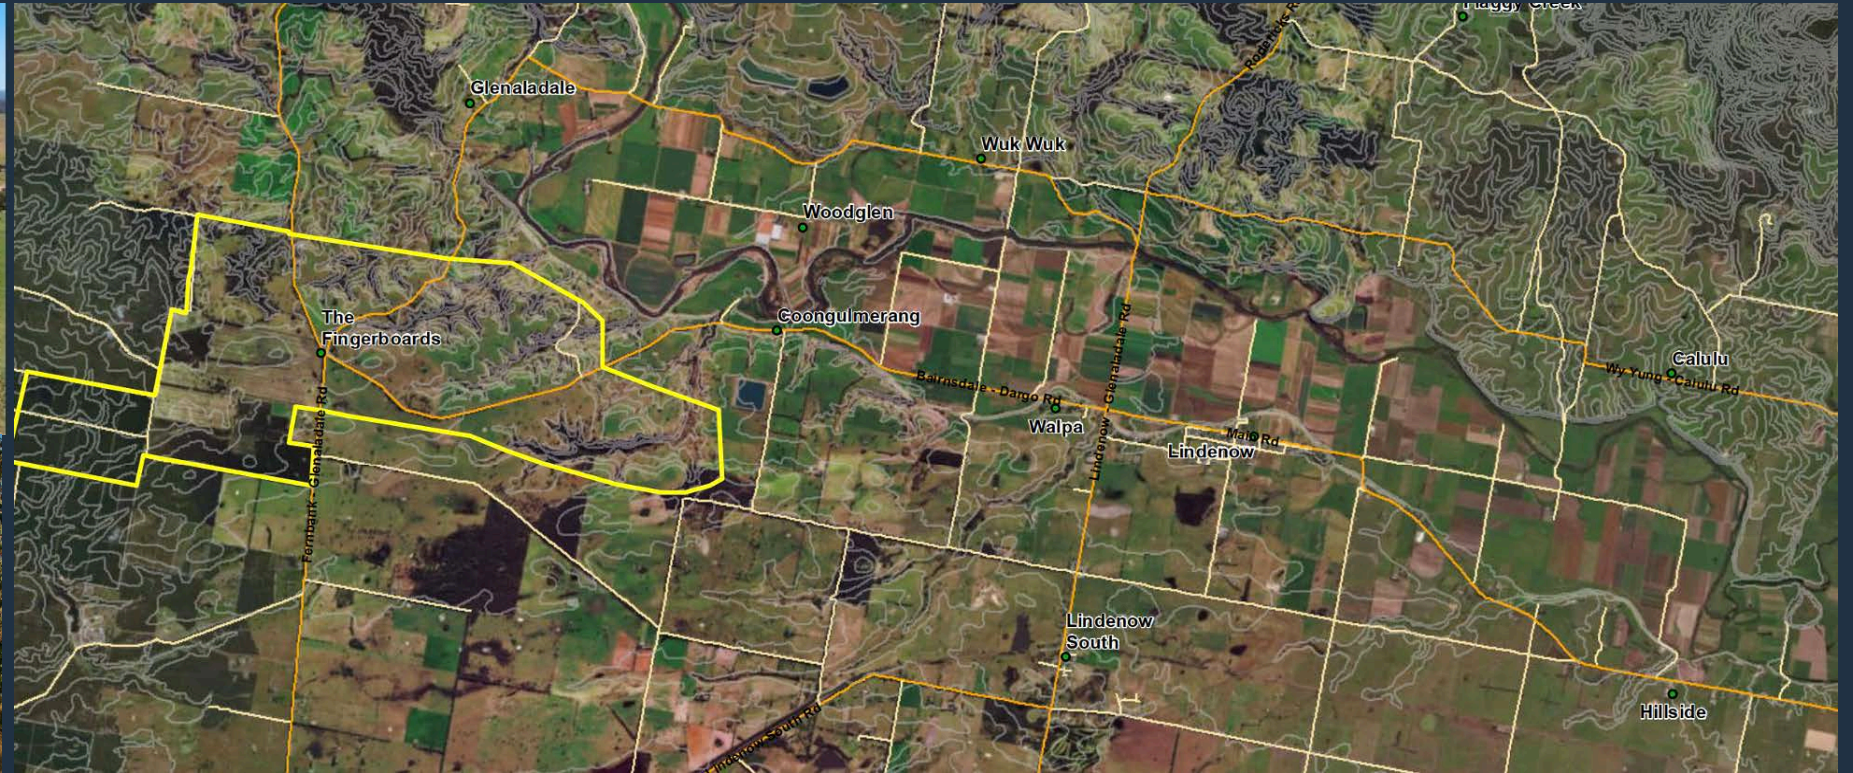 Flaggy Creek
Glenaladale
Wuk Wuk
Woodglen
The
Fingerboards
Coongulmerang
Lindenow - Glenaladale Rd
Bairnsdale - Dargo Rd
Calulu
Wy Yung - Calulu Rd
Walpa
Main Rd
Lindenow
Fernbank - Glenaladale Rd
Lindenow
South
Lindenow South Rd
Hillside